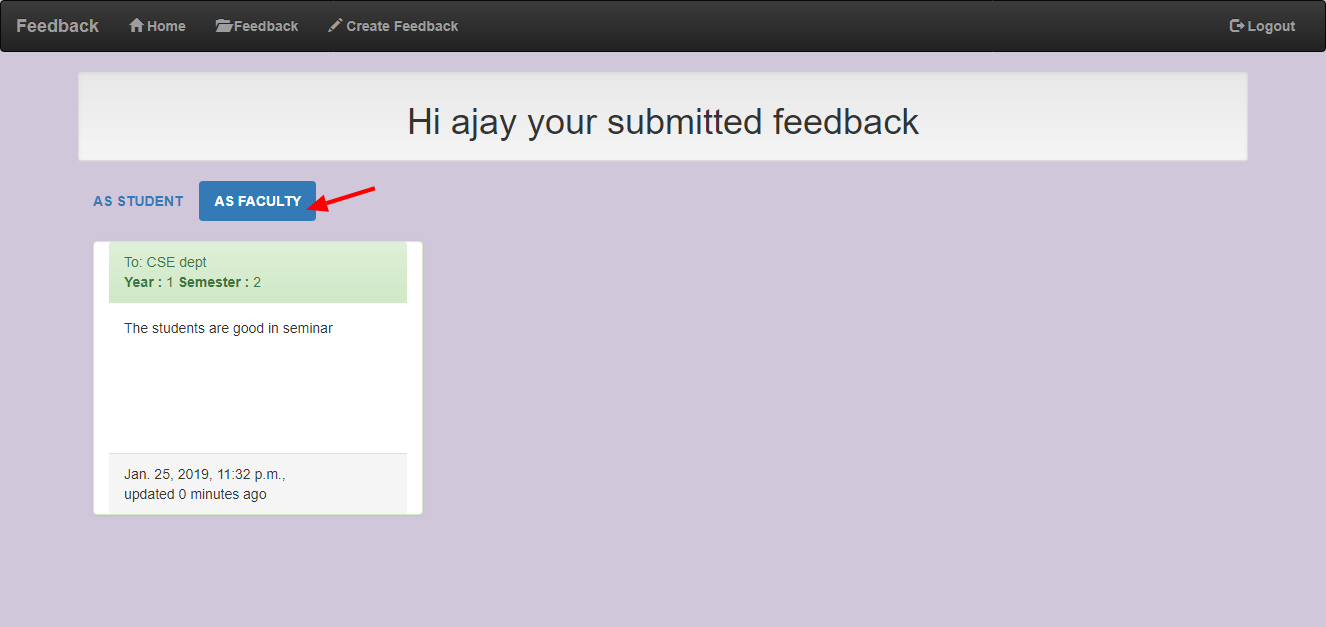 Feedback Home Feedback Create Feedback Logout
Hi ajay your submitted feedback
AS STUDENT AS FACULTY
To: CSE dept
Year : 1 Semester : 2
The students are good in seminar
Jan. 25, 2019, 11:32 p.m.,
updated 0 minutes ago